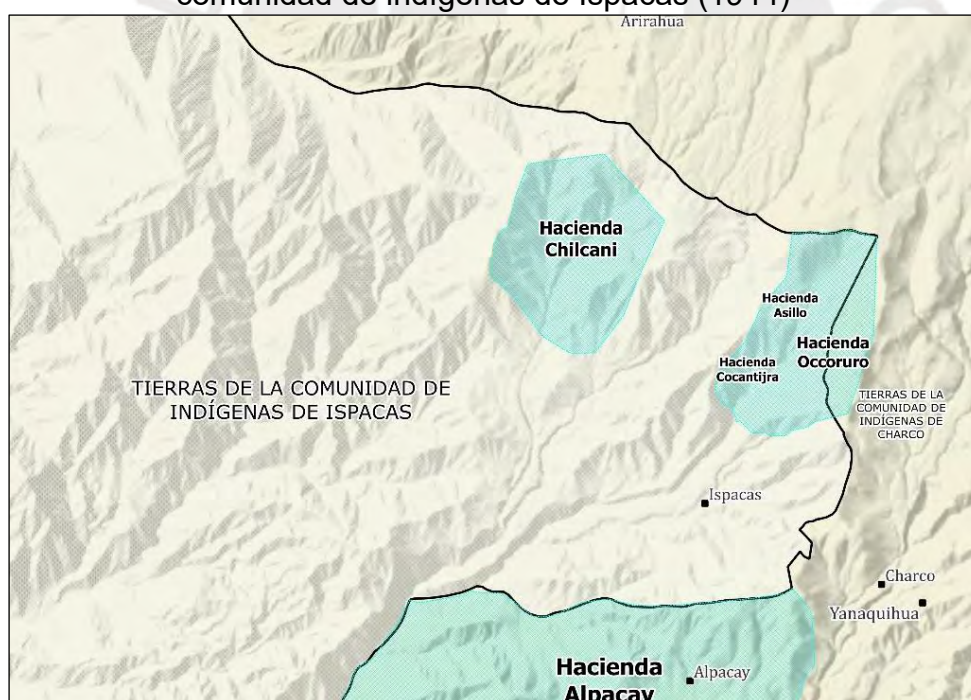 comunidad de indígenas de Ispacas (1944)
Arirahua
Hacienda
Chilcani
Hacienda
Asillo
Hacienda
Occoruro
Hacienda
Cocantijra
TIERRAS DE LA COMUNIDAD DE
INDÍGENAS DE ISPACAS
TIERRAS DE LA
COMUNIDAD DE
INDÍGENAS DE
CHARCO
Ispacas
Charco
Yanaquihua
Hacienda
Alpacay
Alpacay